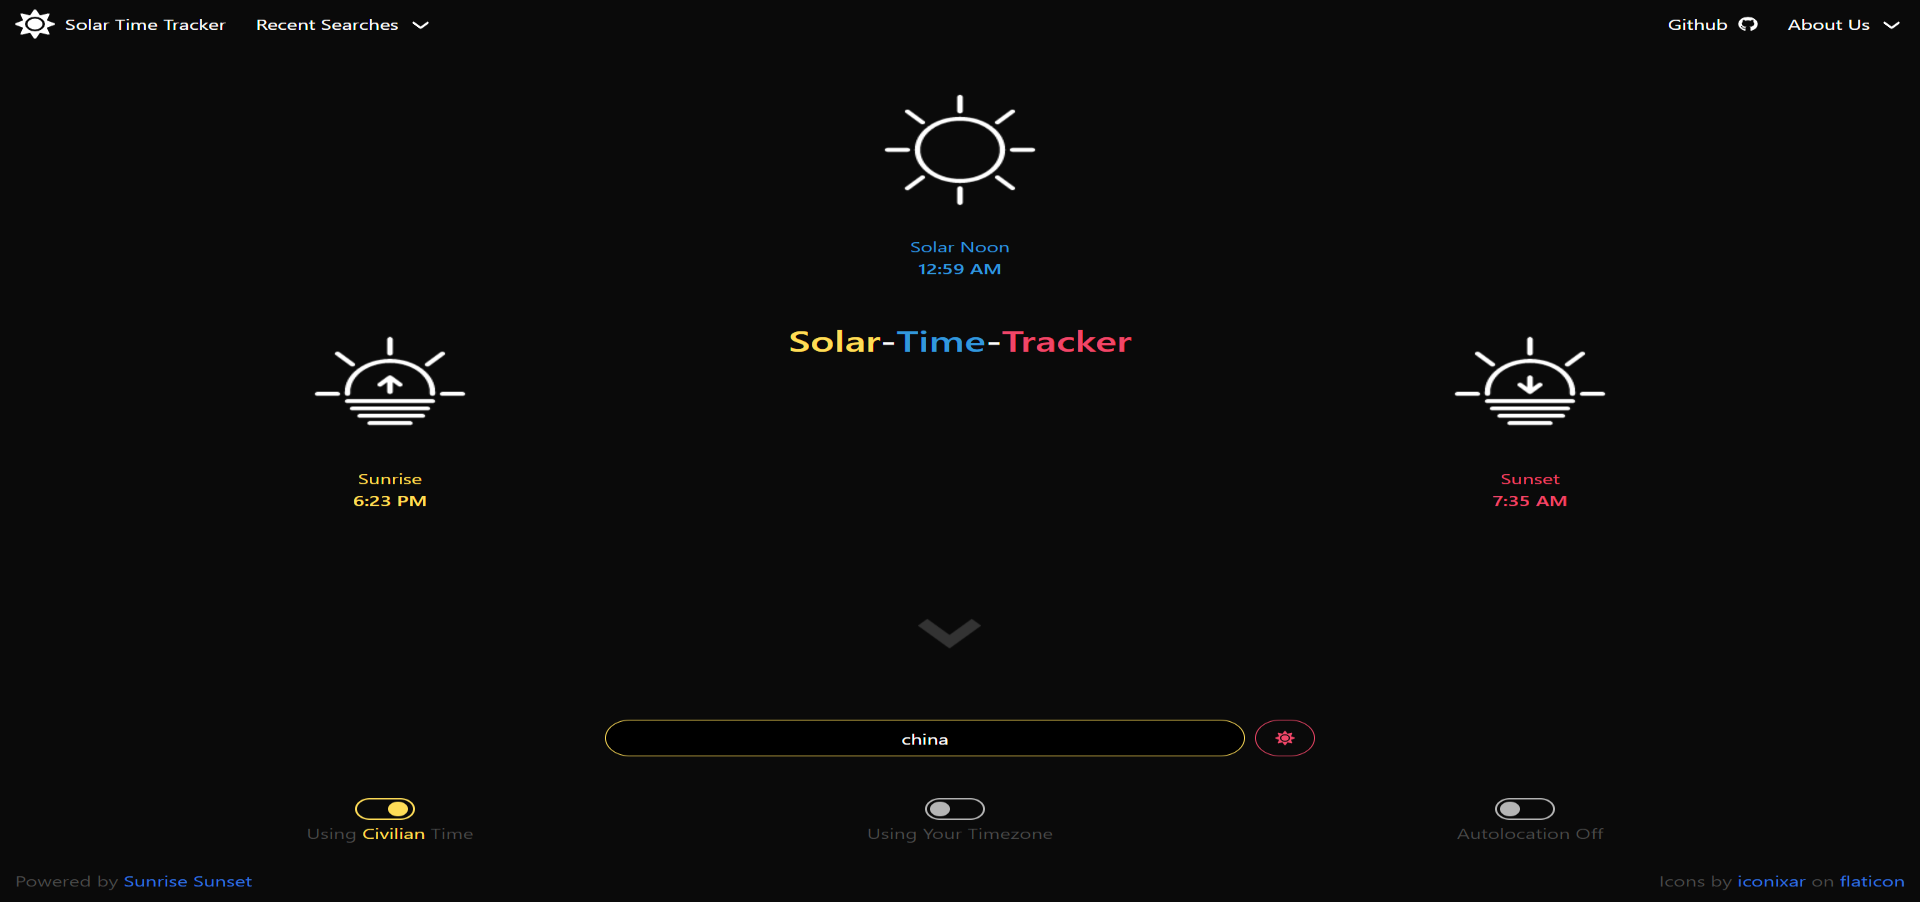 Solar Time Tracker
Recent Searches
Github
About Us
Solar Noon
12:59 AM
Solar-Time-Tracker
Sunrise
6:23 PM
Sunset
7:35 AM
china
Using Civilian Time
Using Your Timezone
Autolocation Off
Powered by Sunrise Sunset
Icons by iconixar on flaticon